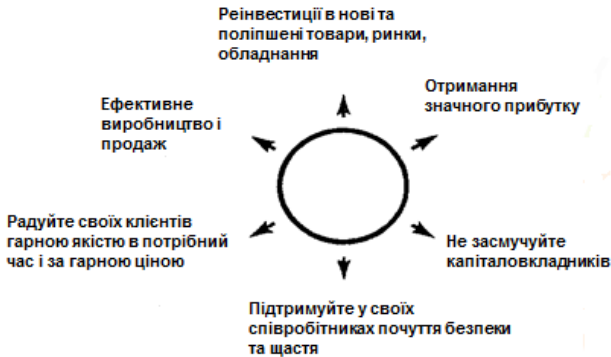 Реінвестиції в нові та
поліпшені товари, ринки,
обладнання
Отримання
значного прибутку
Ефективне
виробництво і
продаж
Радуйте своїх клієнтів
гарною якістю в потрібний
час і за гарною ціною
Не засмучуйте
капіталовкладників
Підтримуйте у своїх
співробітниках почуття безпеки
та щастя